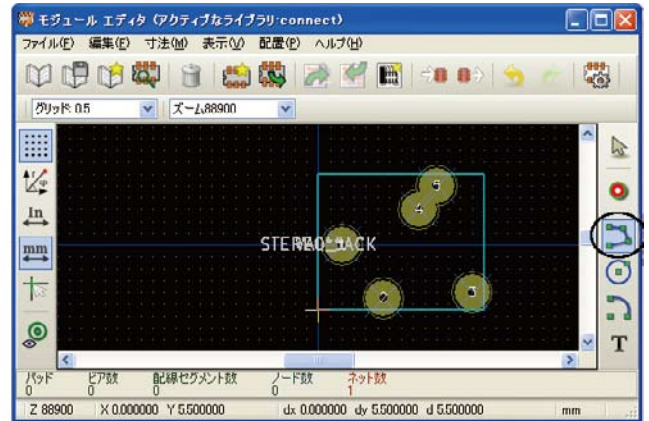 モジュール エディタ (アクティブなライブラリ:connect)
ファイル(F) 編集(E) 寸法(M) 表示(V) 配置(P) ヘルプ(H)
グリッド: 0.5 ズーム88900
In
mm
STEREO_JACK
T
パッド ビア数 配線セグメント数 ノード数 ネット数
0 0 0 0 1
Z 88900 X 0.000000 Y 5.500000 dx 0.000000 dy 5.500000 d 5.500000 mm